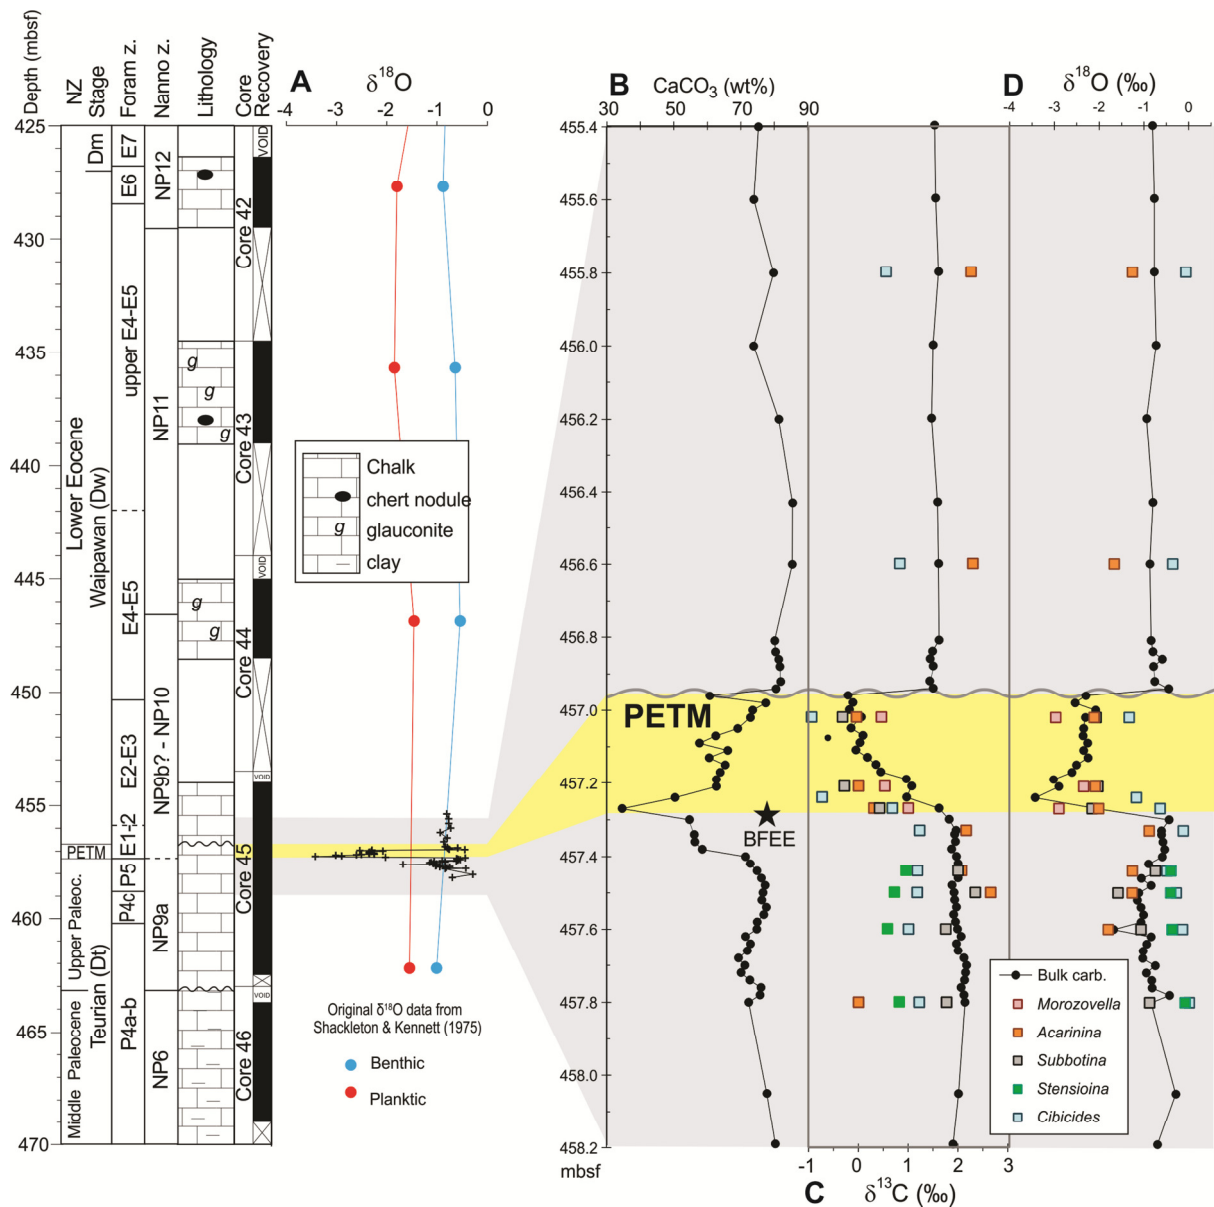 Depth (mbsf)
NZ
Stage
Foram z.
Nanno z.
Lithology
Core
Recovery
A
δ18O
-4 -3 -2 -1 0
B
CaCO3 (wt%)
30 50 70 90
D
δ18O (‰)
-4 -3 -2 -1 0
425
430
435
440
445
450
455
460
465
470
Dm
Lower Eocene
Waipawan (Dw)
PETM
Upper Paleoc.
Middle Paleocene
Teurian (Dt)
E7
E6
upper E4-E5
E4-E5
E2-E3
E1-2
P5
P4c
P4a-b
NP12
NP11
NP9b? - NP10
NP9a
NP6
g
g
g
g
g
Core 42
Core 43
Core 44
Core 45
Core 46
VOID
VOID
VOID
VOID
Chalk
chert nodule
g glauconite
clay
Original δ18O data from
Shackleton & Kennett (1975)
Benthic
Planktic
455.4
455.6
455.8
456.0
456.2
456.4
456.6
456.8
457.0
457.2
457.4
457.6
457.8
458.0
458.2
mbsf
PETM
BFEE
Bulk carb.
Morozovella
Acarinina
Subbotina
Stensioina
Cibicides
-1 0 1 2 3
C
δ13C (‰)